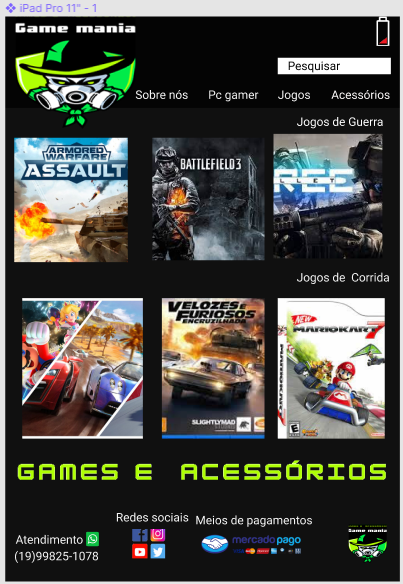 iPad Pro 11" - 1
Game mania
Pesquisar
Sobre nós Pc gamer Jogos Acessórios
Jogos de Guerra
ARMORED
WARFARE
ASSAULT
BATTLEFIELD 3
Jogos de Corrida
VELOZES &
FURIOSOS
ENCRUZILHADA
SLIGHTLYMAD
STUDIOS
NEW
MARIOKART 7
E
GAMES E ACESSÓRIOS
Redes sociais
Meios de pagamentos
Atendimento
(19)99825-1078
mercado pago
Game mania